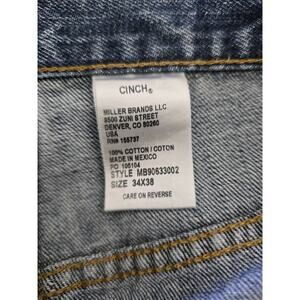 CINCH®
MILLER BRANDS LLC
8500 ZUNI STREET
DENVER, CO 80260
USA
RN# 155737
100% COTTON / COTON
MADE IN MEXICO
PO 105104
STYLE MB90633002
SIZE 34X38
CARE ON REVERSE